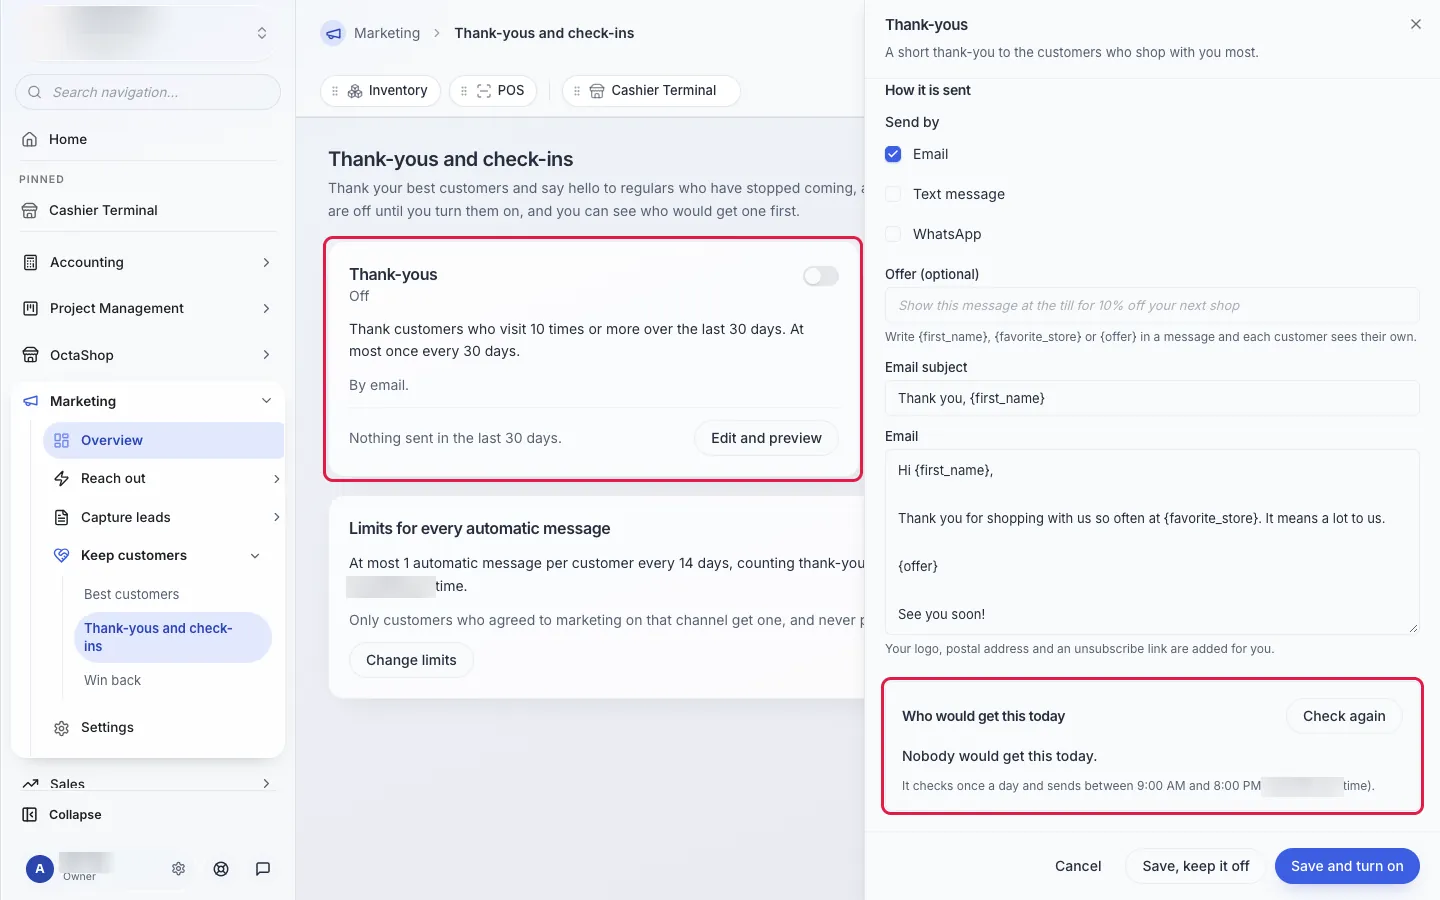 Search navigation...
Home
PINNED
Cashier Terminal
Accounting
Project Management
OctaShop
Marketing
Overview
Reach out
Capture leads
Keep customers
Best customers
Thank-yous and check-
ins
Win back
Settings
Sales
Collapse
A
Owner
Marketing > Thank-yous and check-ins
Inventory
POS
Cashier Terminal
Thank-yous and check-ins
Thank your best customers and say hello to regulars who have stopped coming,
are off until you turn them on, and you can see who would get one first.
Thank-yous
Off
Thank customers who visit 10 times or more over the last 30 days. At
most once every 30 days.
By email.
Nothing sent in the last 30 days.
Edit and preview
Limits for every automatic message
At most 1 automatic message per customer every 14 days, counting thank-you
time.
Only customers who agreed to marketing on that channel get one, and never
Change limits
Thank-yous
A short thank-you to the customers who shop with you most.
How it is sent
Send by
Email
Text message
WhatsApp
Offer (optional)
Show this message at the till for 10% off your next shop
Write {first_name}, {favorite_store} or {offer} in a message and each customer sees their own.
Email subject
Thank you, {first_name}
Email
Hi {first_name},
Thank you for shopping with us so often at {favorite_store}. It means a lot to us.
{offer}
See you soon!
Your logo, postal address and an unsubscribe link are added for you.
Who would get this today
Check again
Nobody would get this today.
It checks once a day and sends between 9:00 AM and 8:00 PM time).
Cancel
Save, keep it off
Save and turn on